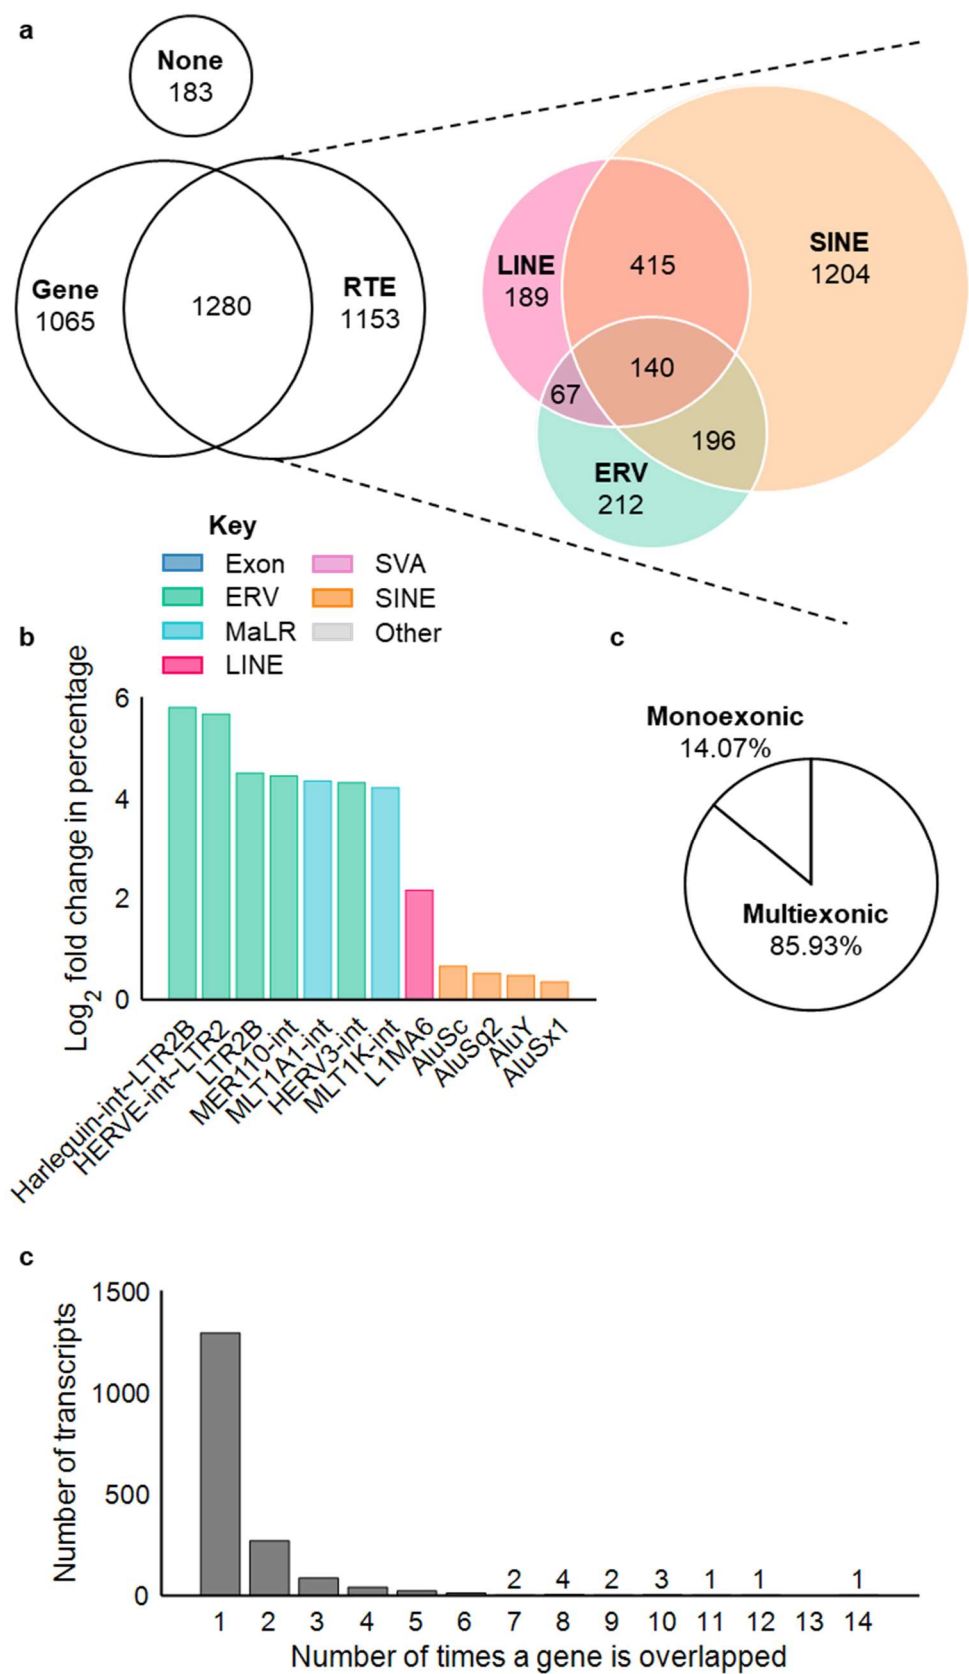 a
None
183
Gene
1065
1280
RTE
1153
LINE
189
415
SINE
1204
140
67
196
ERV
212
Key
Exon
ERV
MaLR
LINE
SVA
SINE
Other
b
Log2 fold change in percentage
6
4
2
0
Harlequin-int~LTR2B
HERVE-int~LTR2
LTR2B
MER110-int
MLT1A1-int
HERV3-int
MLT1K-int
L1MA6
AluSc
AluSq2
AluY
AluSx1
c
Monoexonic
14.07%
Multiexonic
85.93%
c
Number of transcripts
1500
1000
500
0
2 4 2 3 1 1 1
1 2 3 4 5 6 7 8 9 10 11 12 13 14
Number of times a gene is overlapped